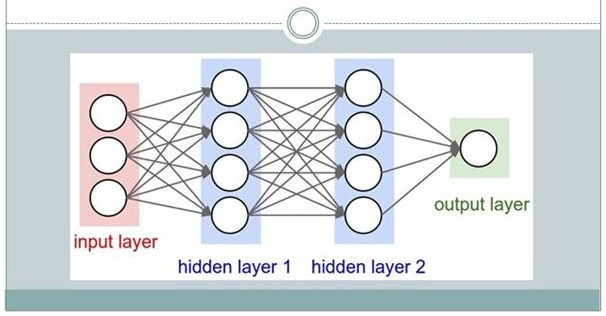 input layer
hidden layer 1
hidden layer 2
output layer